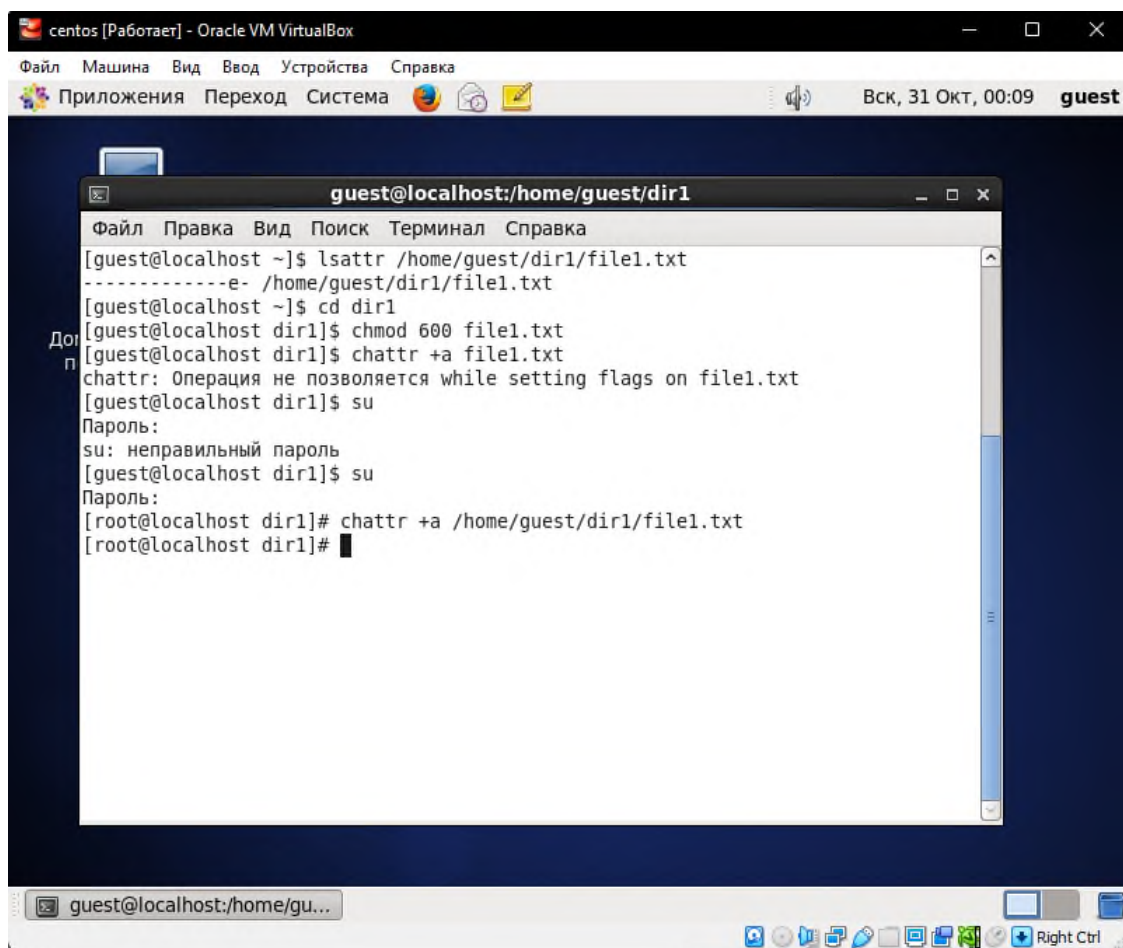 centos [Работает] - Oracle VM VirtualBox
Файл Машина Вид Ввод Устройства Справка
Приложения Переход Система Вск, 31 Окт, 00:09 guest
guest@localhost:/home/guest/dir1
Файл Правка Вид Поиск Терминал Справка
[guest@localhost ~]$ lsattr /home/guest/dir1/file1.txt
-------------e- /home/guest/dir1/file1.txt
[guest@localhost ~]$ cd dir1
[guest@localhost dir1]$ chmod 600 file1.txt
[guest@localhost dir1]$ chattr +a file1.txt
chattr: Операция не позволяется while setting flags on file1.txt
[guest@localhost dir1]$ su
Пароль:
su: неправильный пароль
[guest@localhost dir1]$ su
Пароль:
[root@localhost dir1]# chattr +a /home/guest/dir1/file1.txt
[root@localhost dir1]#
guest@localhost:/home/gu...
Right Ctrl